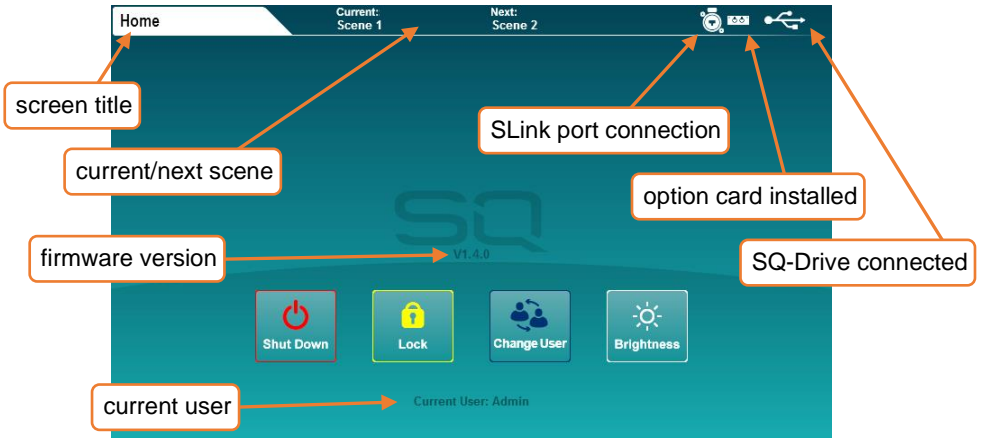 Home
Current:
Scene 1
Next:
Scene 2
screen title
SLink port connection
current/next scene
option card installed
SQ
firmware version
V1.4.0
SQ-Drive connected
Shut Down
Lock
Change User
Brightness
current user
Current User: Admin